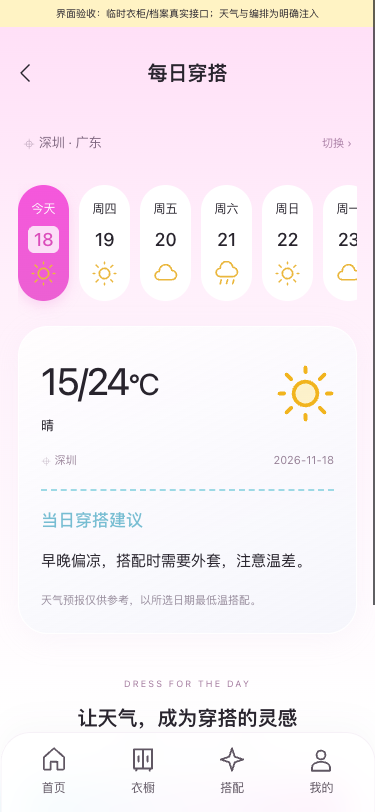 界面验收：临时衣柜/档案真实接口；天气与编排为明确注入
每日穿搭
深圳 · 广东
切换 ›
今天 周四 周五 周六 周日 周一
18 19 20 21 22 23
15/24°C
晴
深圳
2026-11-18
当日穿搭建议
早晚偏凉，搭配时需要外套，注意温差。
天气预报仅供参考，以所选日期最低温搭配。
DRESS FOR THE DAY
让天气，成为穿搭的灵感
首页 衣橱 搭配 我的